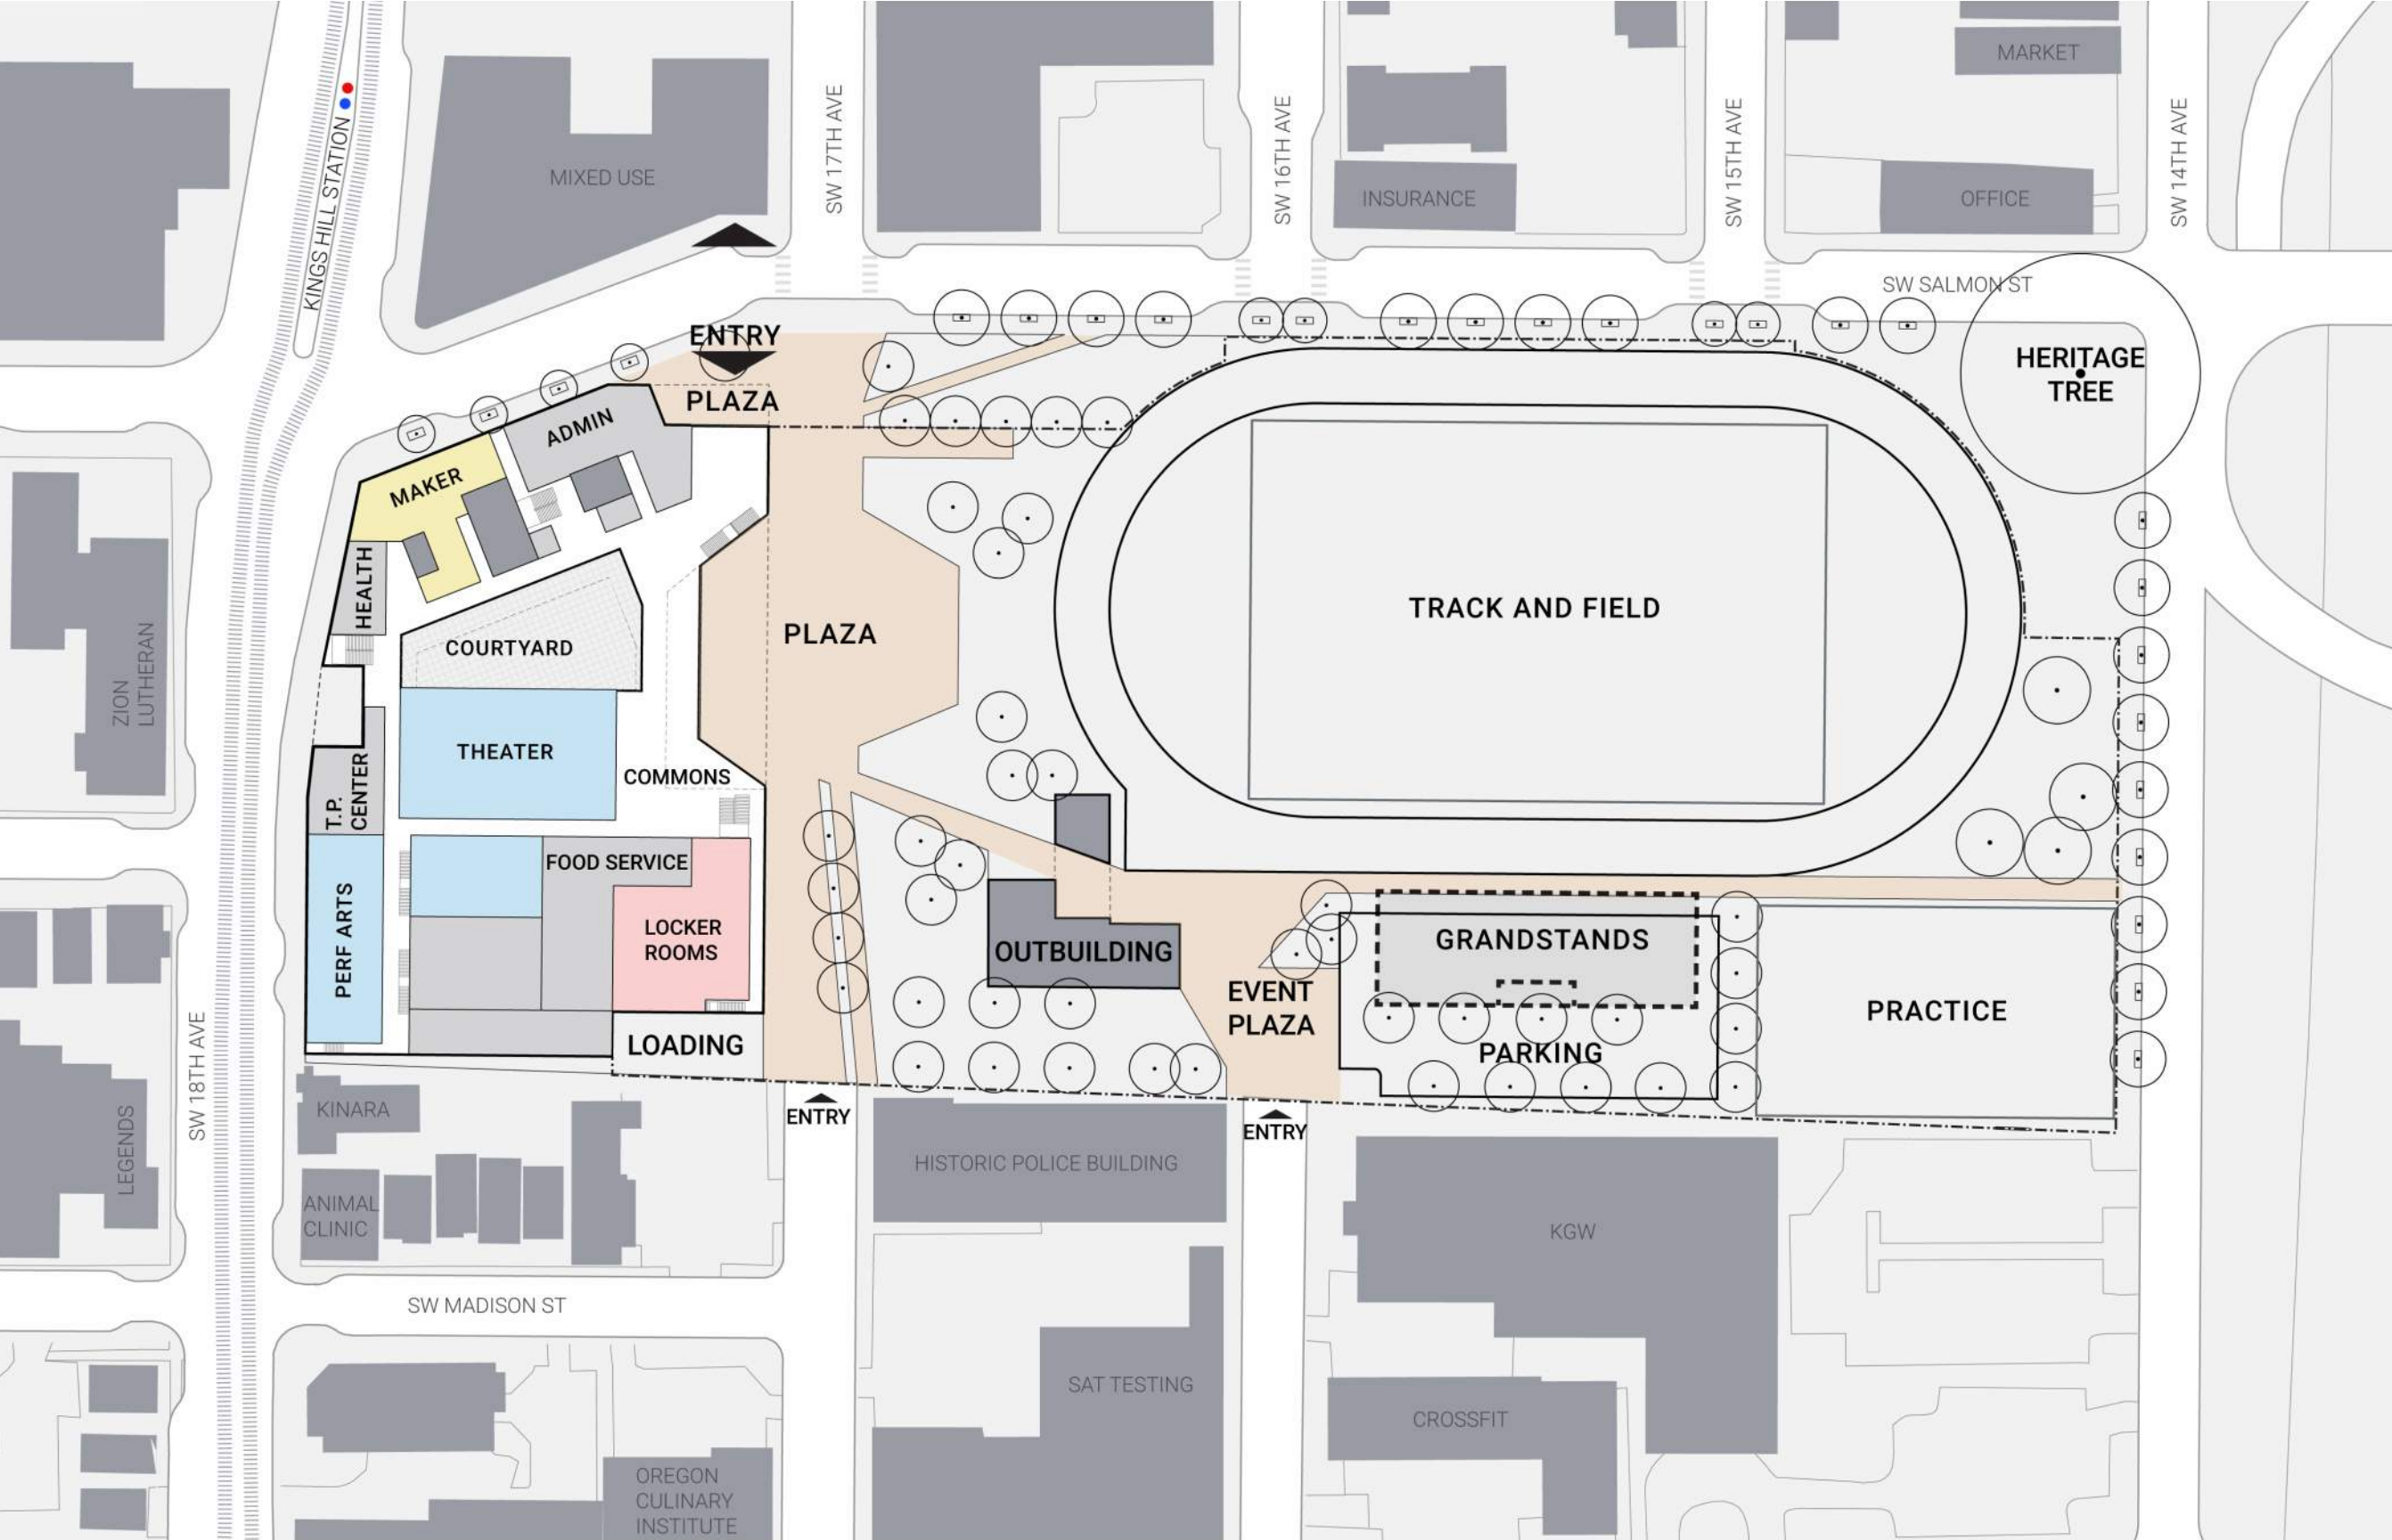 MARKET
MIXED USE
KINGS HILL STATION
SW 17TH AVE
SW 16TH AVE
INSURANCE
SW 15TH AVE
OFFICE
SW 14TH AVE
SW SALMON ST
ENTRY
PLAZA
HERITAGE
TREE
ADMIN
MAKER
HEALTH
COURTYARD
PLAZA
TRACK AND FIELD
ZION
LUTHERAN
THEATER
COMMONS
T.P.
CENTER
FOOD SERVICE
PERF ARTS
LOCKER
ROOMS
OUTBUILDING
GRANDSTANDS
EVENT
PLAZA
PRACTICE
LOADING
PARKING
SW 18TH AVE
LEGENDS
KINARA
ENTRY
ENTRY
HISTORIC POLICE BUILDING
ANIMAL
CLINIC
KGW
SW MADISON ST
SAT TESTING
CROSSFIT
OREGON
CULINARY
INSTITUTE